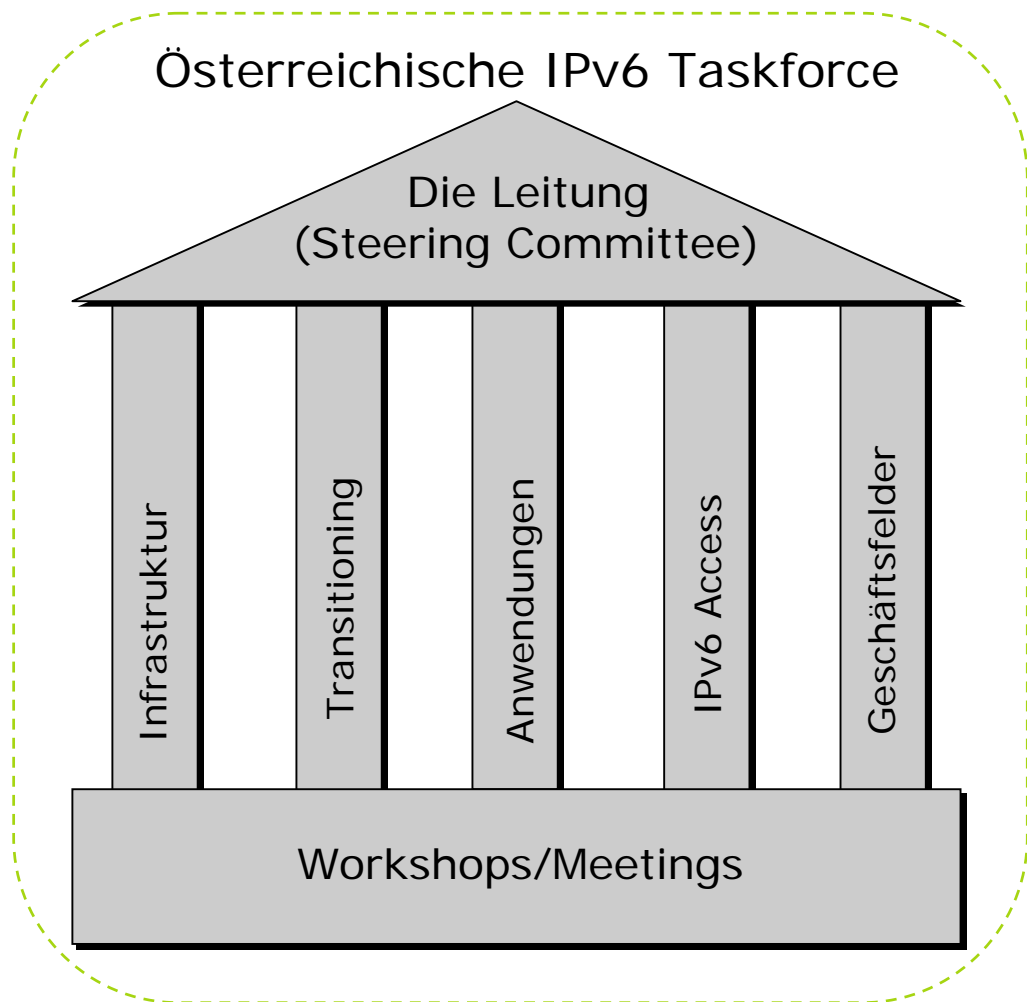 Österreichische IPv6 Taskforce
Die Leitung
(Steering Committee)
Infrastruktur
Transitioning
Anwendungen
IPv6 Access
Geschäftsfelder
Workshops/Meetings